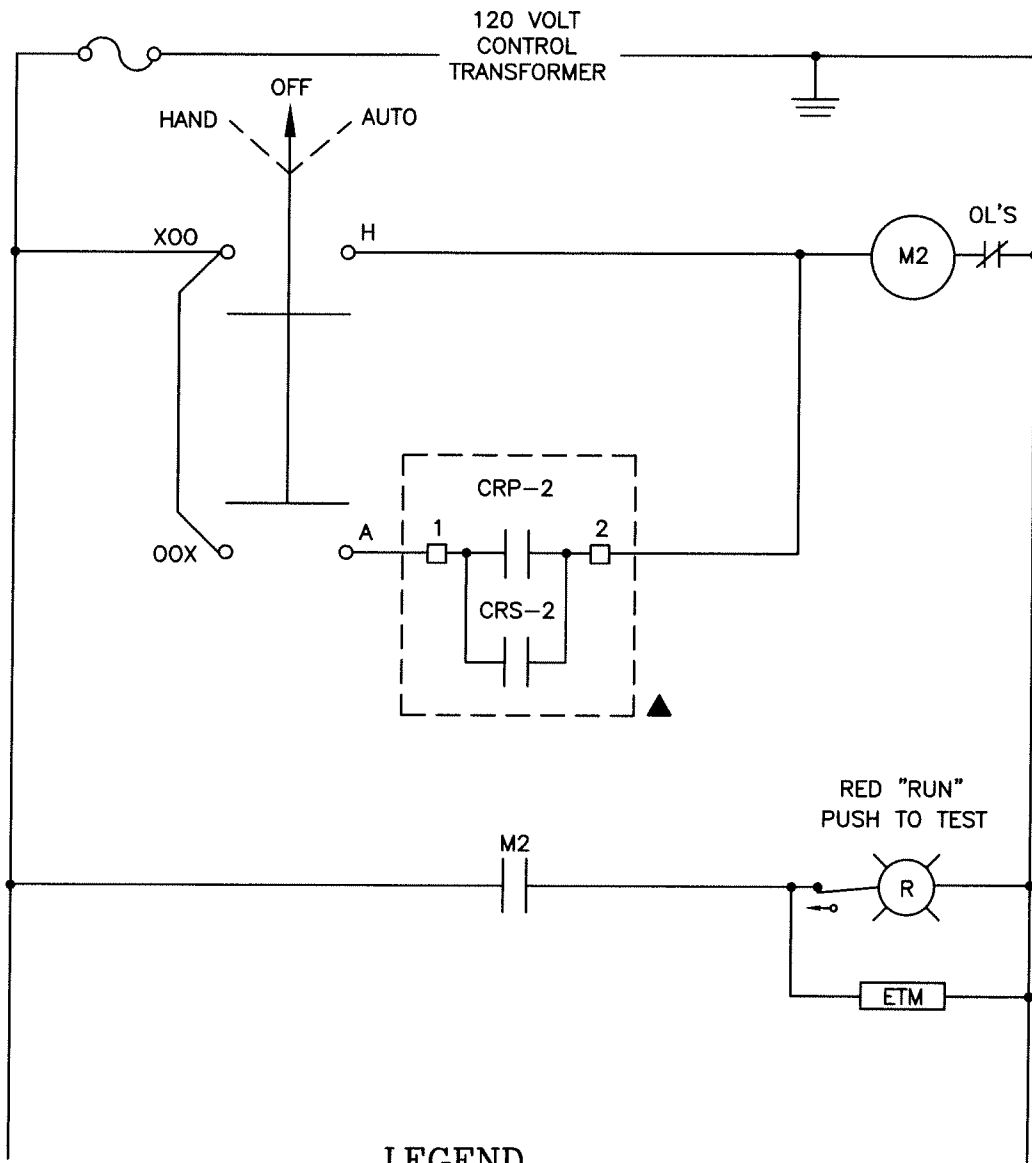 120 VOLT
CONTROL
TRANSFORMER
OFF
HAND
AUTO
XOO
H
OL'S
M2
CRP-2
A
1
2
OOX
CRS-2
RED "RUN"
PUSH TO TEST
M2
R
ETM
LEGEND